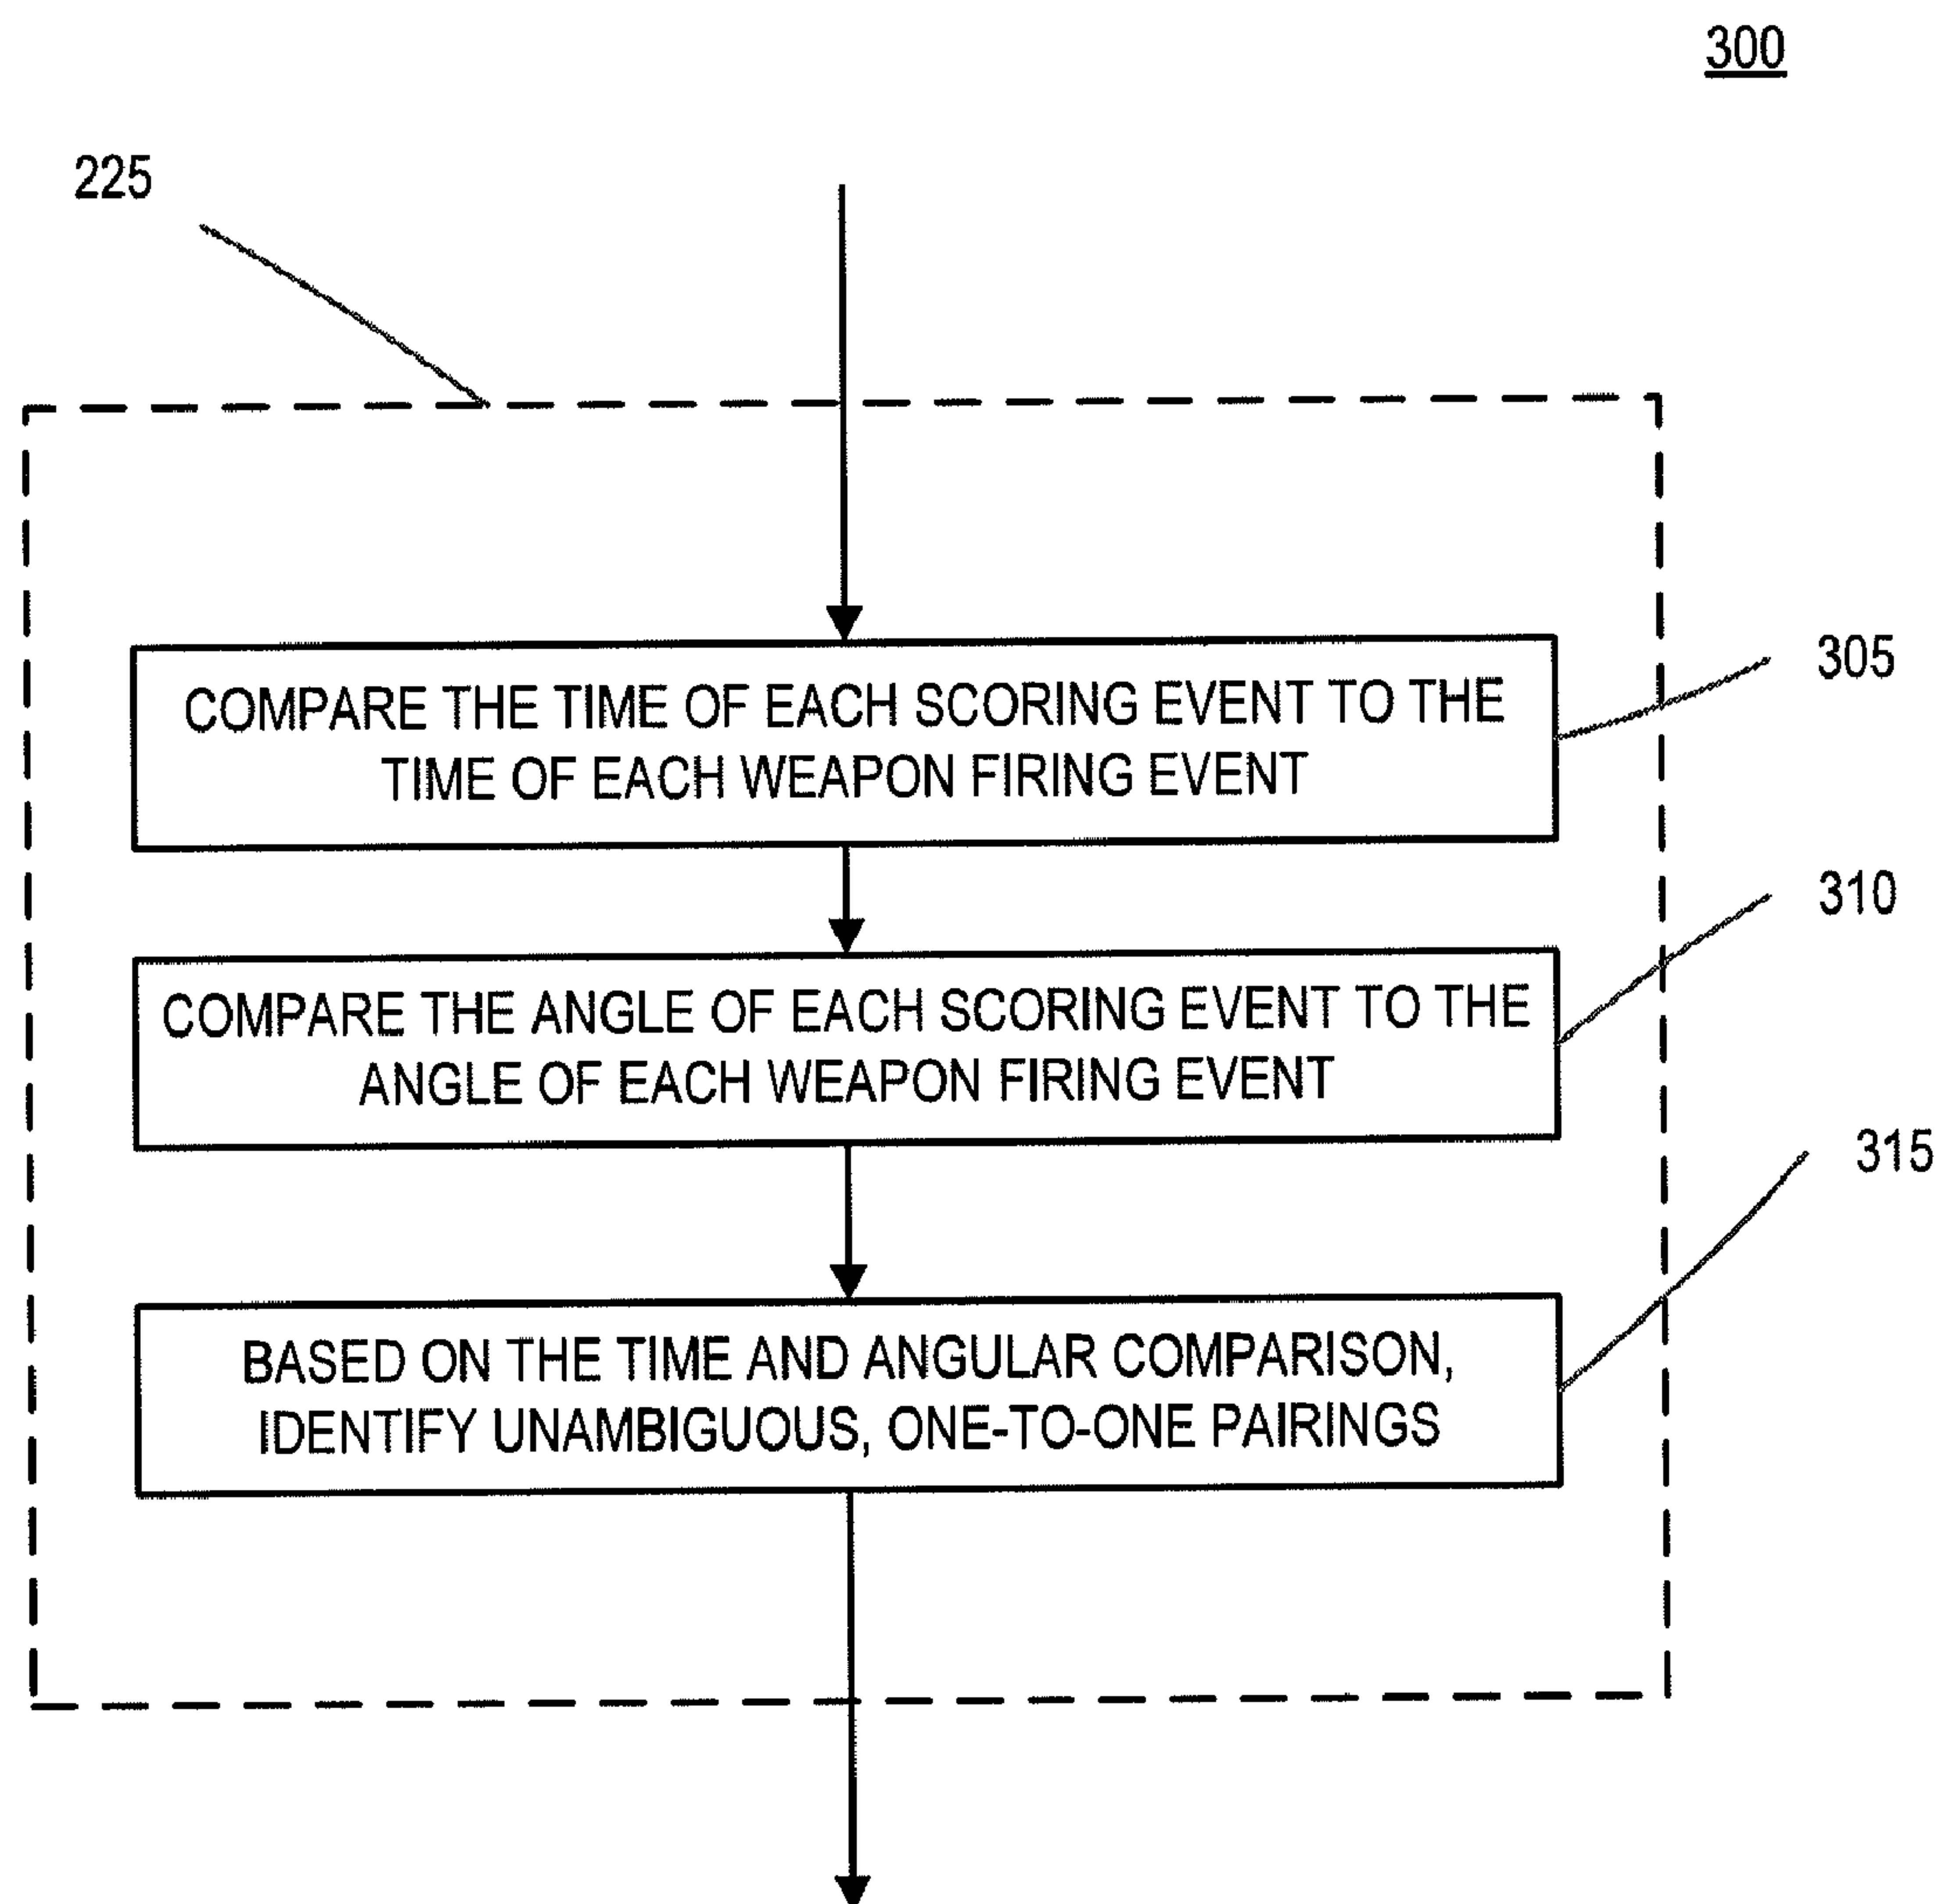 300
225
COMPARE THE TIME OF EACH SCORING EVENT TO THE
TIME OF EACH WEAPON FIRING EVENT
305
COMPARE THE ANGLE OF EACH SCORING EVENT TO THE
ANGLE OF EACH WEAPON FIRING EVENT
310
BASED ON THE TIME AND ANGULAR COMPARISON,
IDENTIFY UNAMBIGUOUS, ONE-TO-ONE PAIRINGS
315